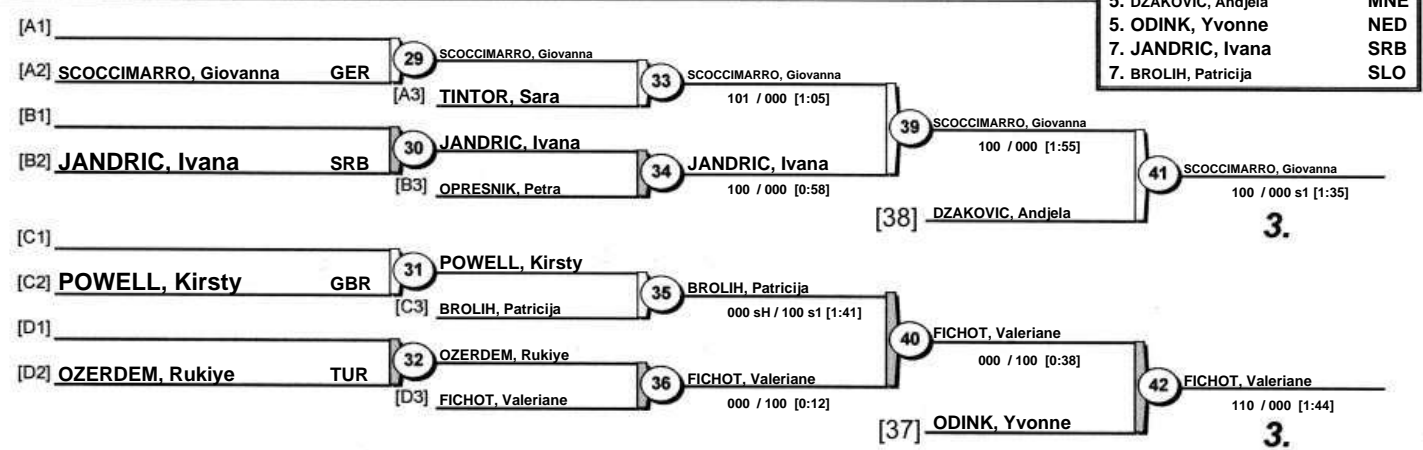 5. DZAKOVIC, Andjela MNE
5. ODINK, Yvonne NED
7. JANDRIC, Ivana SRB
7. BROLIH, Patricija SLO
[A1]
[A2] SCOCCIMARRO, Giovanna GER
29
SCOCCIMARRO, Giovanna
[A3] TINTOR, Sara
33
SCOCCIMARRO, Giovanna
101 / 000 [1:05]
[B1]
[B2] JANDRIC, Ivana SRB
30
JANDRIC, Ivana
[B3] OPRESNIK, Petra
34
JANDRIC, Ivana
100 / 000 [0:58]
39
SCOCCIMARRO, Giovanna
100 / 000 [1:55]
[38] DZAKOVIC, Andjela
41
SCOCCIMARRO, Giovanna
100 / 000 s1 [1:35]
3.
[C1]
[C2] POWELL, Kirsty GBR
31
POWELL, Kirsty
[C3] BROLIH, Patricija
35
BROLIH, Patricija
000 sH / 100 s1 [1:41]
[D1]
[D2] OZERDEM, Rukiye TUR
32
OZERDEM, Rukiye
[D3] FICHOT, Valeriane
36
FICHOT, Valeriane
000 / 100 [0:12]
40
FICHOT, Valeriane
000 / 100 [0:38]
[37] ODINK, Yvonne
42
FICHOT, Valeriane
110 / 000 [1:44]
3.